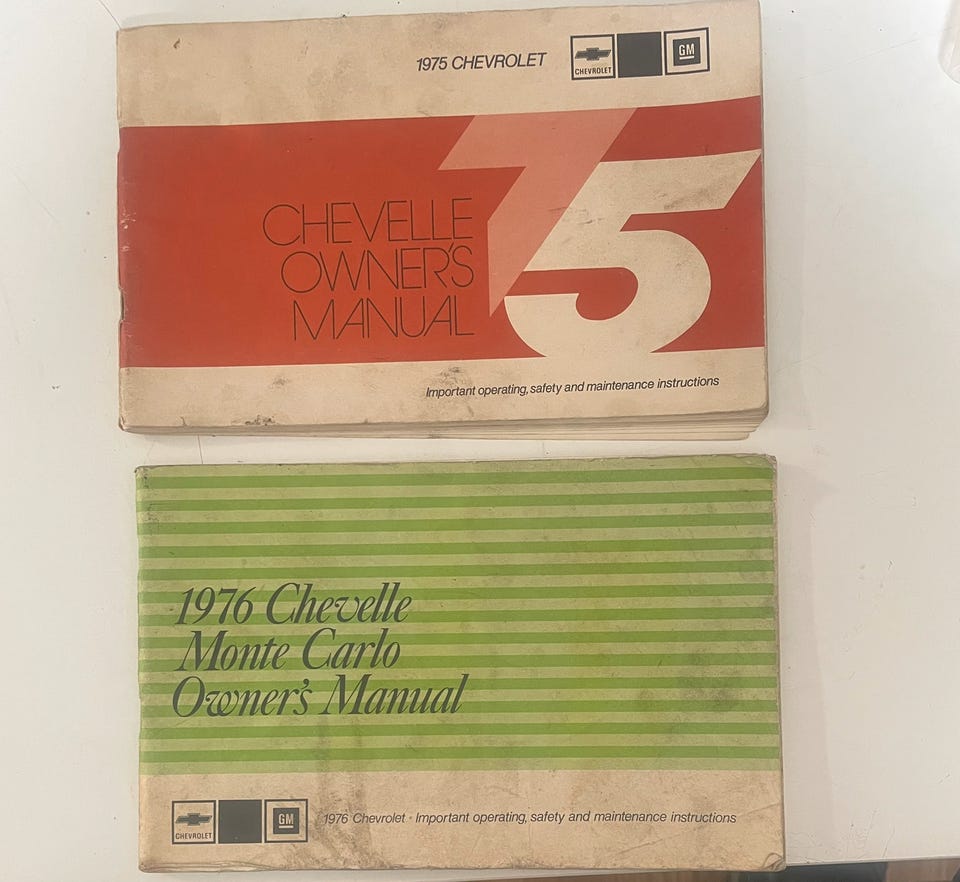 1975 CHEVROLET
CHEVROLET
GM
75
CHEVELLE
OWNER'S
MANUAL
Important operating, safety and maintenance instructions
1976 Chevelle
Monte Carlo
Owner's Manual
CHEVROLET
GM
1976 Chevrolet · Important operating, safety and maintenance instructions